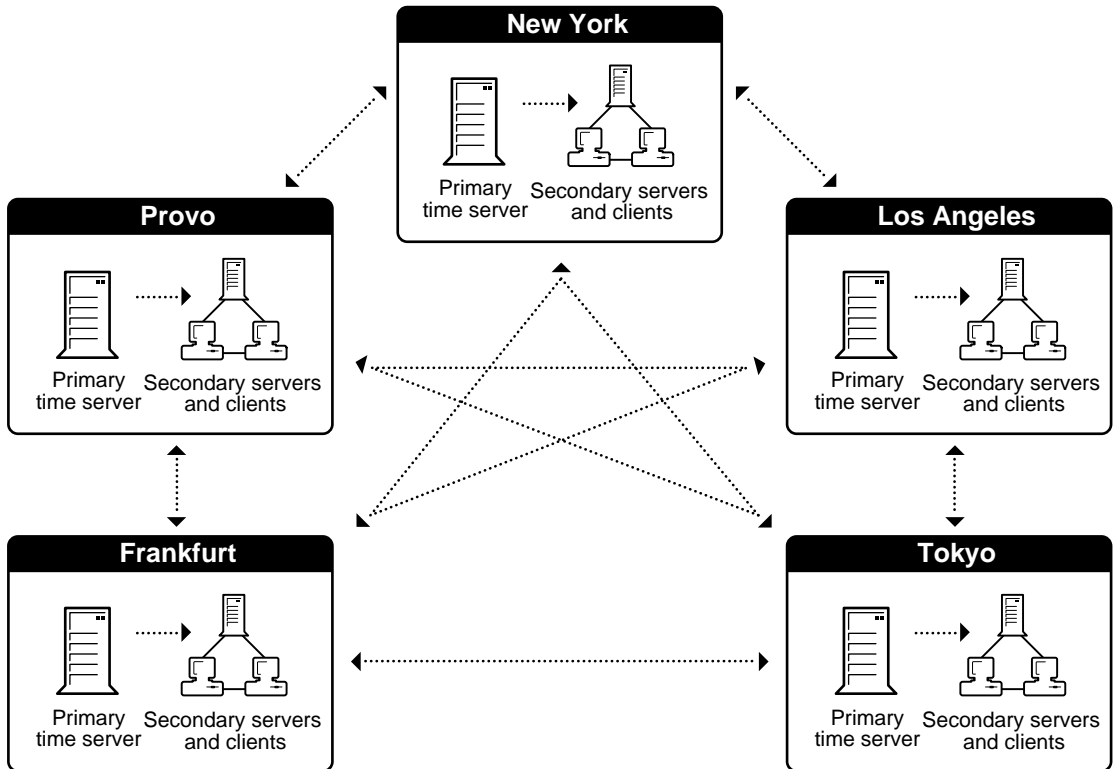 New York
Primary
time server
Secondary servers
and clients
Provo
Primary
time server
Secondary servers
and clients
Los Angeles
Primary
time server
Secondary servers
and clients
Frankfurt
Primary
time server
Secondary servers
and clients
Tokyo
Primary
time server
Secondary servers
and clients